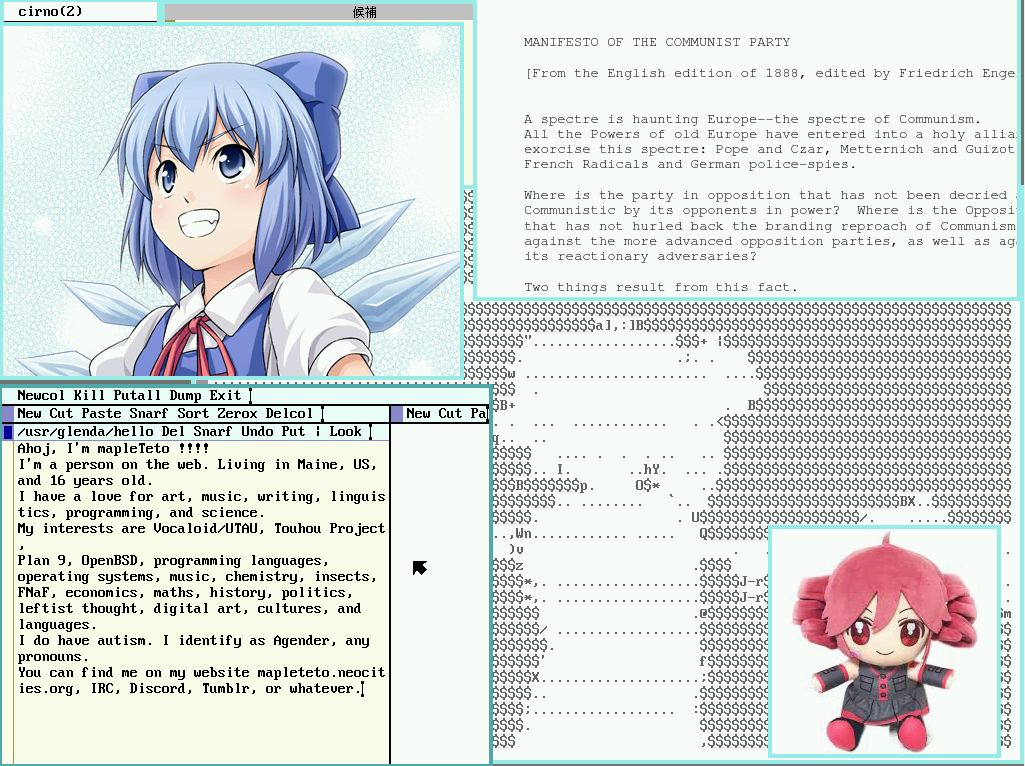 cirno(2)
候補
MANIFESTO OF THE COMMUNIST PARTY
[From the English edition of 1888, edited by Friedrich Enge
A spectre is haunting Europe--the spectre of Communism.
All the Powers of old Europe have entered into a holy allia
exorcise this spectre: Pope and Czar, Metternich and Guizot
French Radicals and German police-spies.
Where is the party in opposition that has not been decried
Communistic by its opponents in power?  Where is the Opposit
that has not hurled back the branding reproach of Communism
against the more advanced opposition parties, as well as aga
its reactionary adversaries?
Two things result from this fact.
Newcol Kill Putall Dump Exit
New Cut Paste Snarf Sort Zerox Delcol
New Cut Pa
/usr/glenda/hello Del Snarf Undo Put | Look
Ahoj, I'm mapleTeto !!!!
I'm a person on the web. Living in Maine, US,
and 16 years old.
I have a love for art, music, writing, linguis
tics, programming, and science.
My interests are Vocaloid/UTAU, Touhou Project
,
Plan 9, OpenBSD, programming languages,
operating systems, music, chemistry, insects,
FNaF, economics, maths, history, politics,
leftist thought, digital art, cultures, and
languages.
I do have autism. I identify as Agender, any
pronouns.
You can find me on my website mapleteto.neocit
ies.org, IRC, Discord, Tumblr, or whatever.